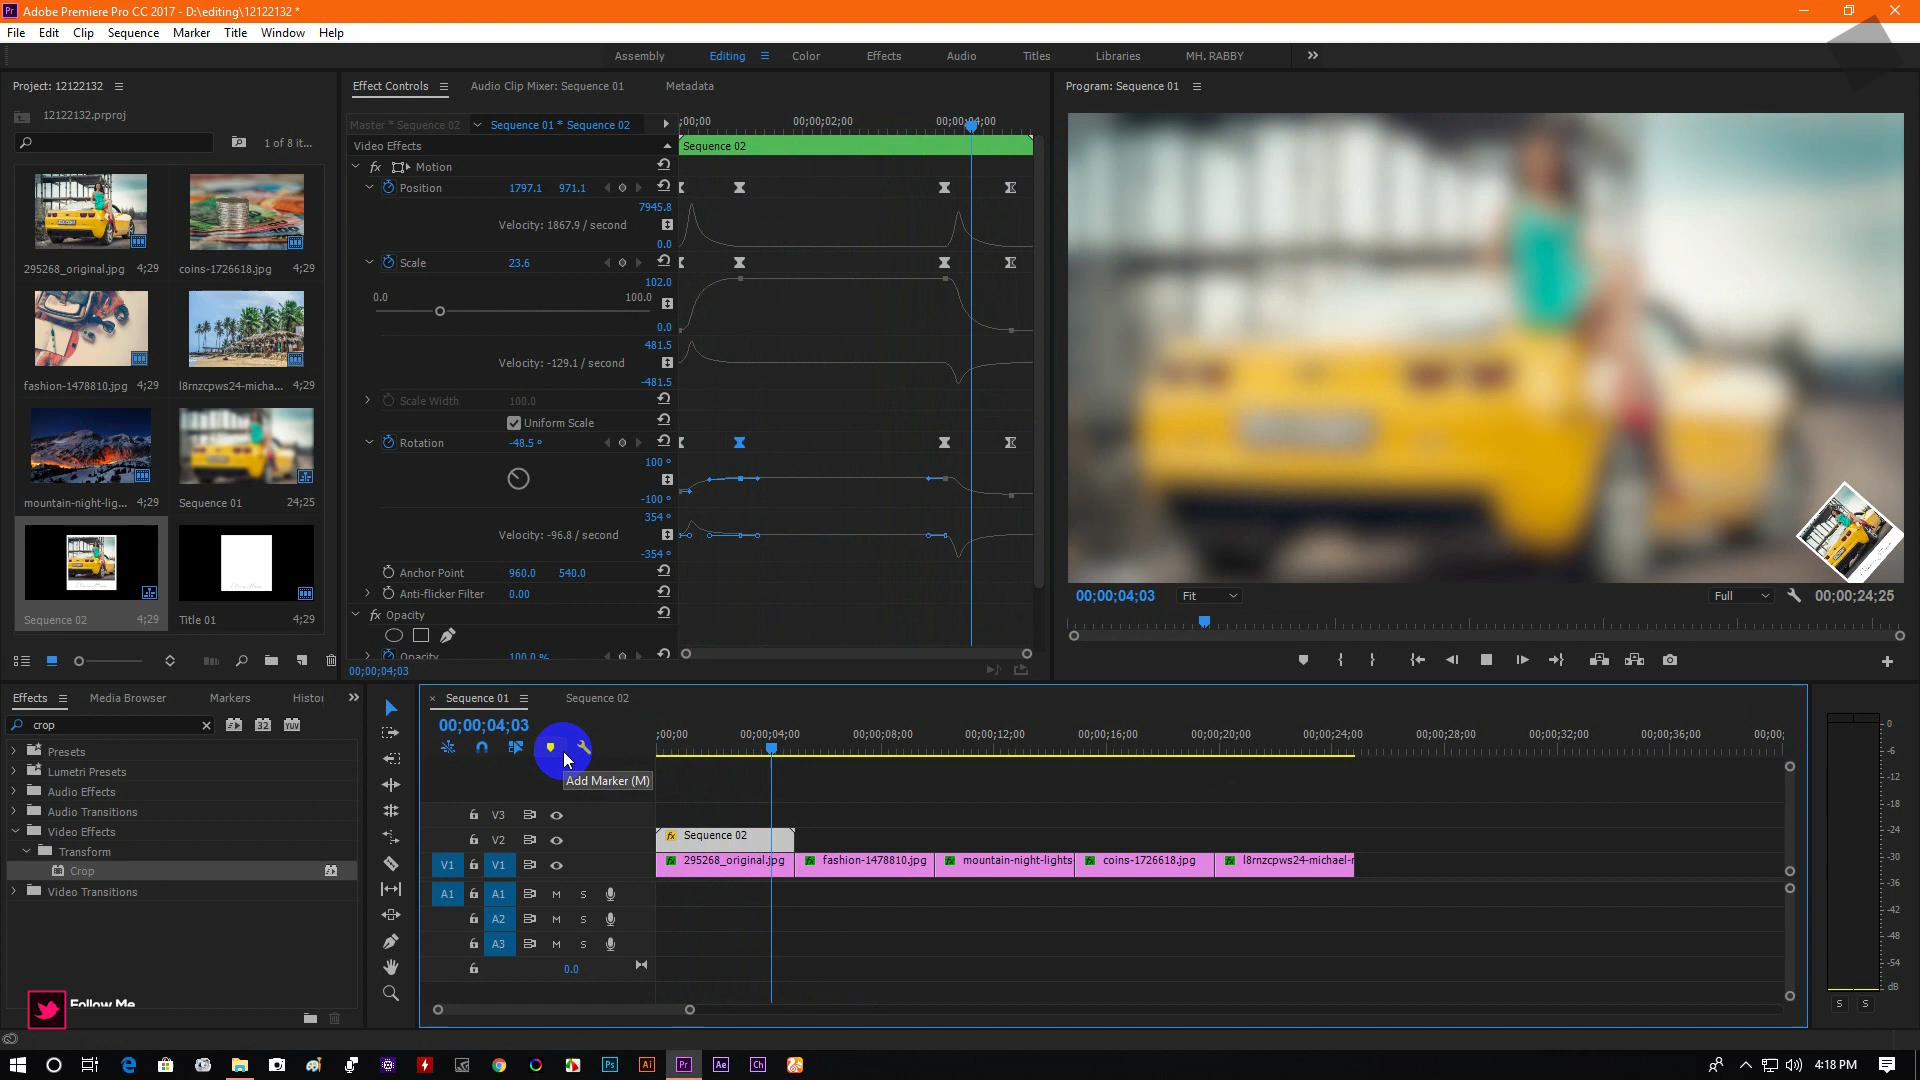 Adobe Premiere Pro CC 2017 - D:\editing\12122132 *
File Edit Clip Sequence Marker Title Window Help
Assembly Editing Color Effects Audio Titles Libraries MH. RABBY
Project: 12122132
12122132.prproj
1 of 8 it...
295268_original.jpg 4;29
coins-1726618.jpg 4;29
fashion-1478810.jpg 4;29
l8rnzcpws24-micha... 4;29
mountain-night-lig... 4;29
Sequence 01 24;25
Sequence 02 4;29
Title 01 4;29
Effect Controls Audio Clip Mixer: Sequence 01 Metadata
Master * Sequence 02 Sequence 01 * Sequence 02
;00;00 00;00;02;00 00;00;04;00
Video Effects Sequence 02
fx Motion
Position 1797.1 971.1
7945.8
Velocity: 1867.9 / second
0.0
Scale 23.6
102.0
0.0 100.0
0.0
481.5
Velocity: -129.1 / second
-481.5
Scale Width 100.0
Uniform Scale
Rotation -48.5 °
100 °
-100 °
354 °
Velocity: -96.8 / second
-354 °
Anchor Point 960.0 540.0
Anti-flicker Filter 0.00
fx Opacity
Opacity 100.0 %
00;00;04;03
Program: Sequence 01
00;00;04;03 Fit Full 00;00;24;25
Effects Media Browser Markers Histor
crop
32 YUV
Presets
Lumetri Presets
Audio Effects
Audio Transitions
Video Effects
Transform
Crop
Video Transitions
Follow Me
Sequence 01 Sequence 02
00;00;04;03
;00;00 00;00;04;00 00;00;08;00 00;00;12;00 00;00;16;00 00;00;20;00 00;00;24;00 00;00;28;00 00;00;32;00 00;00;36;00 00;00;
Add Marker (M)
V3
V2 fx Sequence 02
V1 V1 fx 295268_original.jpg fx fashion-1478810.jpg fx mountain-night-lights- fx coins-1726618.jpg fx l8rnzcpws24-michael-r
A1 A1 M S
A2 M S
A3 M S
0.0
0
-6
-12
-18
-24
-30
-36
-42
-48
-54
dB
S S
Ps Ai Pr Ae Ch
4:18 PM